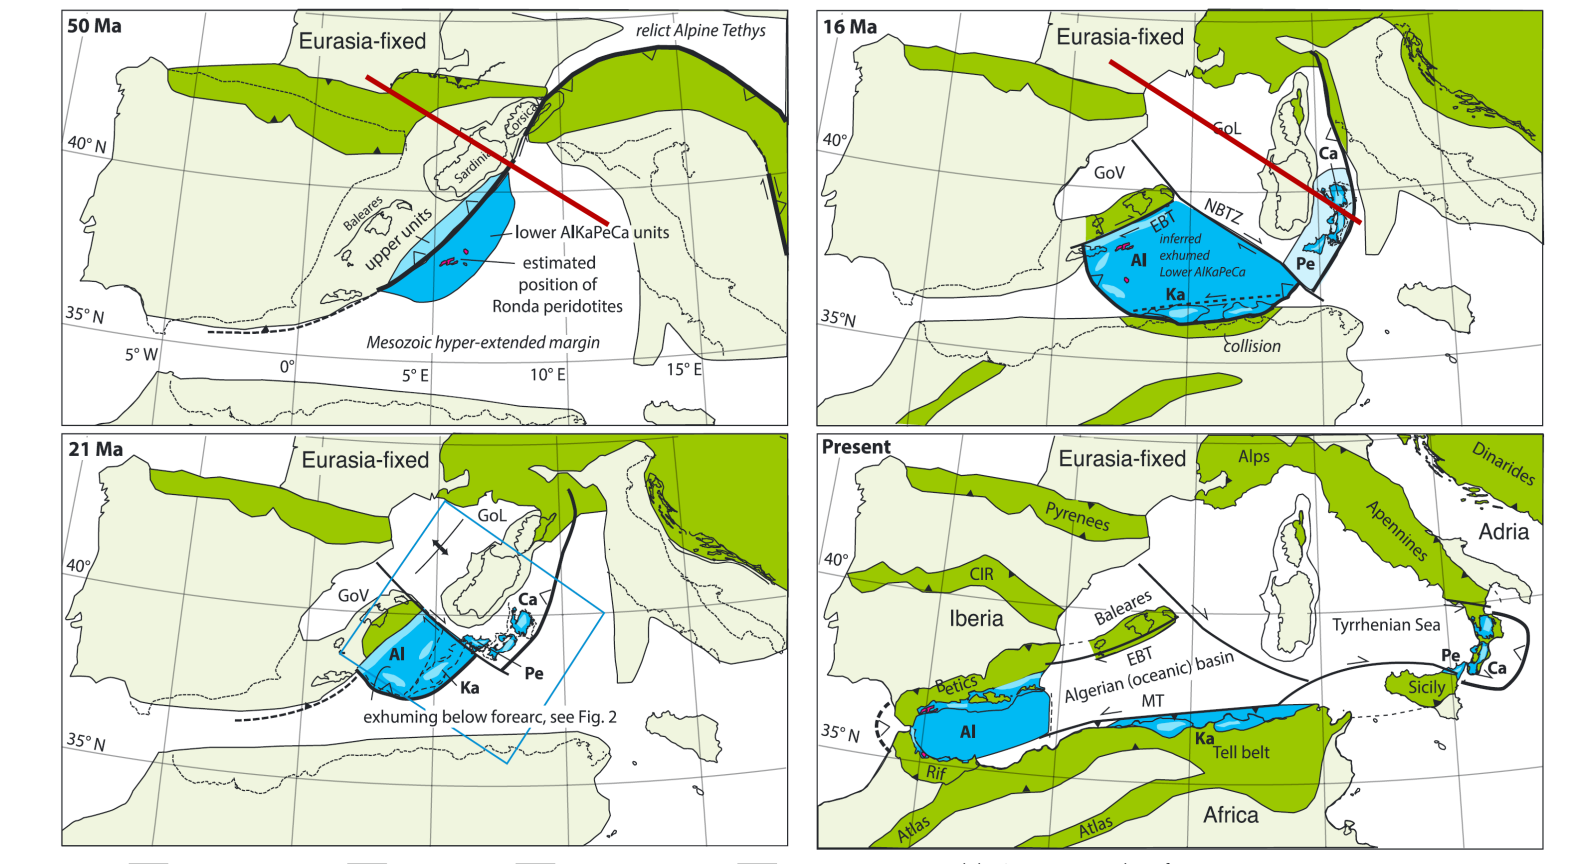 50 Ma
Eurasia-fixed
relict Alpine Tethys
40° N
Corsica
Sardinia
Baleares
upper units
lower AlKaPeCa units
estimated
position of
Ronda peridotites
35° N
Mesozoic hyper-extended margin
5° W
0°
5° E
10° E
15° E
16 Ma
Eurasia-fixed
GoL
40°
Ca
GoV
NBTZ
EBT
inferred
exhumed
Lower AlKaPeCa
Al
Pe
Ka
35°N
collision
21 Ma
Eurasia-fixed
GoL
40°
GoV
Ca
Al
Pe
Ka
exhuming below forearc, see Fig. 2
35° N
Present
Eurasia-fixed
Alps
Dinarides
Pyrenees
Apennines
Adria
40°
CIR
Iberia
Baleares
Tyrrhenian Sea
EBT
Pe
Ca
Algerian (oceanic) basin
Betics
Sicily
MT
35° N
Al
Ka
Tell belt
Rif
Africa
Atlas
Atlas